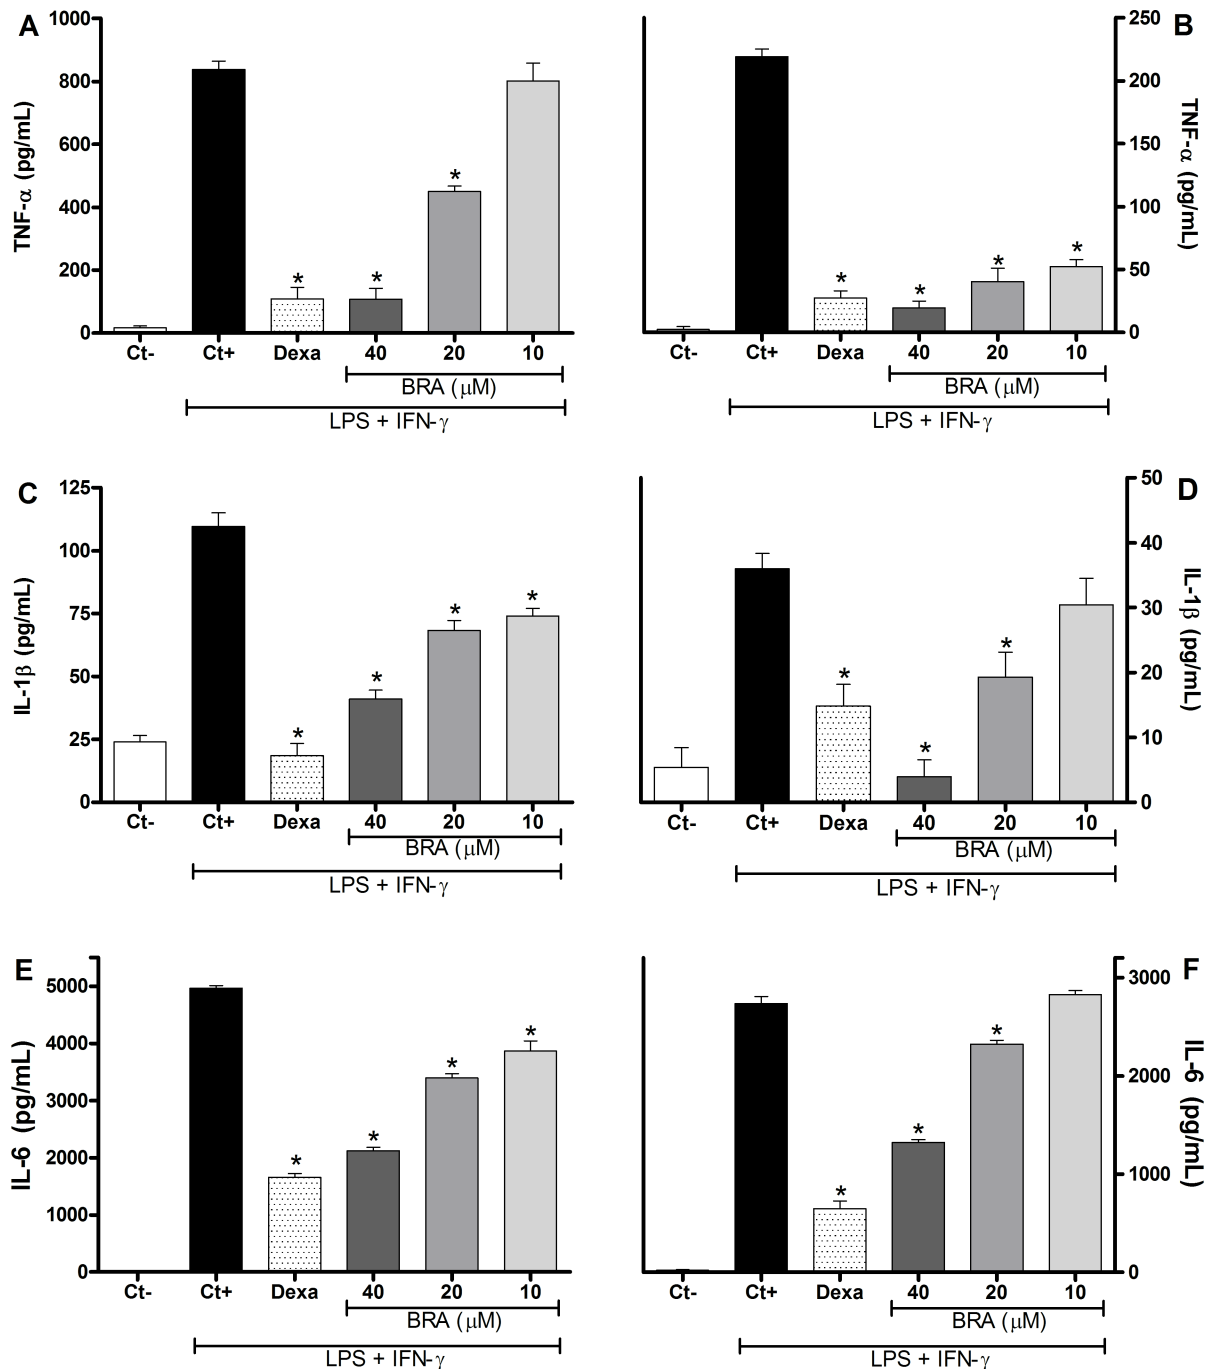 A
TNF-α (pg/mL)
1000
800
600
400
200
0
* * *
Ct- Ct+ Dexa 40 20 10
BRA (μM)
LPS + IFN-γ
B
TNF-α (pg/mL)
250
200
150
100
50
0
* * * *
Ct- Ct+ Dexa 40 20 10
BRA (μM)
LPS + IFN-γ
C
IL-1β (pg/mL)
125
100
75
50
25
0
* * * *
Ct- Ct+ Dexa 40 20 10
BRA (μM)
LPS + IFN-γ
D
IL-1β (pg/mL)
50
40
30
20
10
0
* * *
Ct- Ct+ Dexa 40 20 10
BRA (μM)
LPS + IFN-γ
E
IL-6 (pg/mL)
5000
4000
3000
2000
1000
0
* * * *
Ct- Ct+ Dexa 40 20 10
BRA (μM)
LPS + IFN-γ
F
IL-6 (pg/mL)
3000
2000
1000
0
* * *
Ct- Ct+ Dexa 40 20 10
BRA (μM)
LPS + IFN-γ